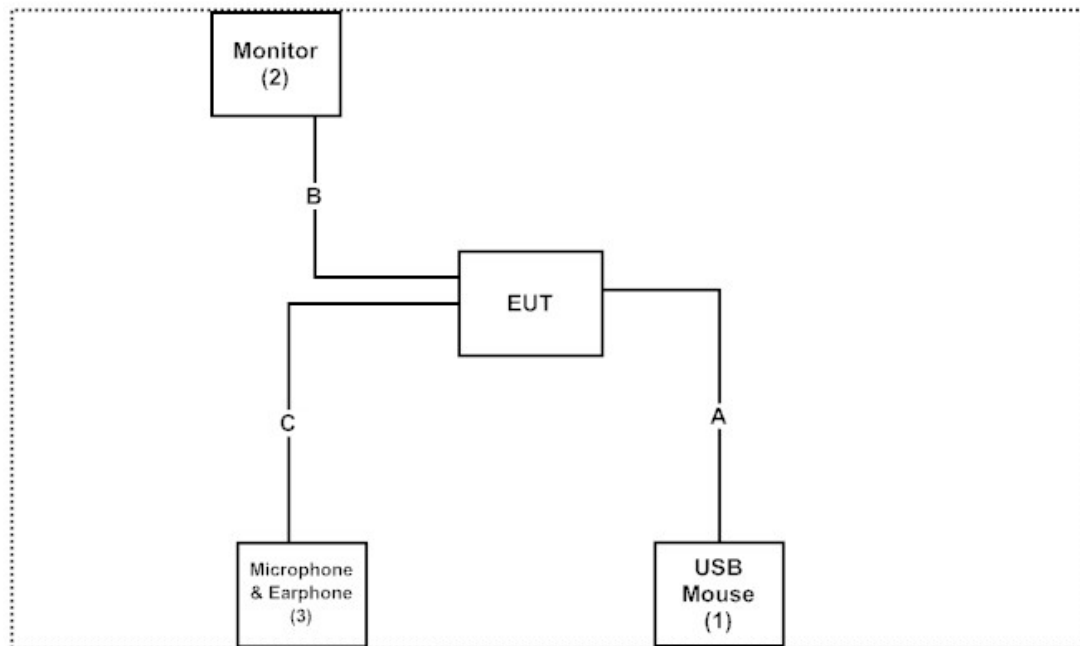 Monitor
(2)
B
EUT
C
A
Microphone
& Earphone
(3)
USB
Mouse
(1)